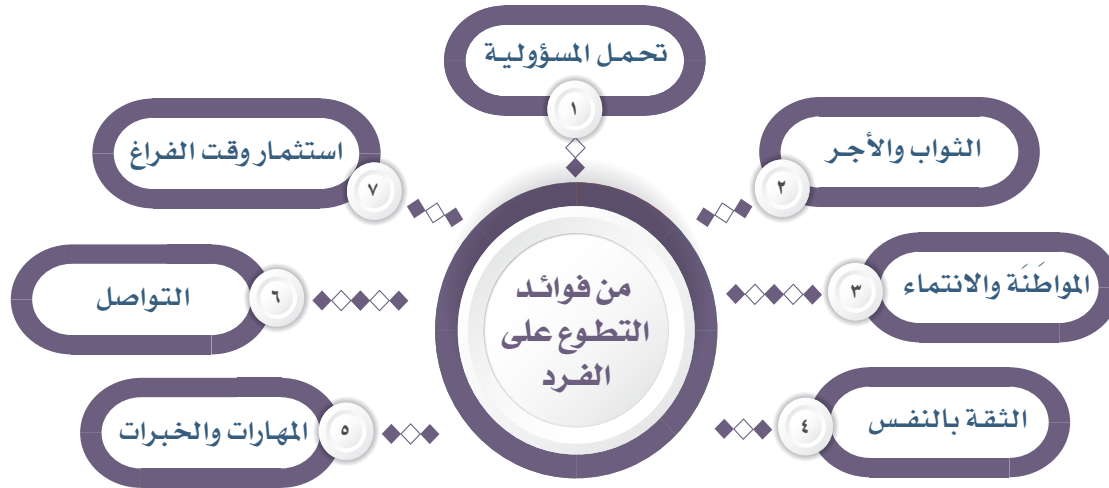 من فوائد
التطوع على
الفرد
تحمل المسؤولية
١
الثواب والأجر
٢
المواطَنَة والانتماء
٣
الثقة بالنفس
٤
المهارات والخبرات
٥
التواصل
٦
استثمار وقت الفراغ
٧